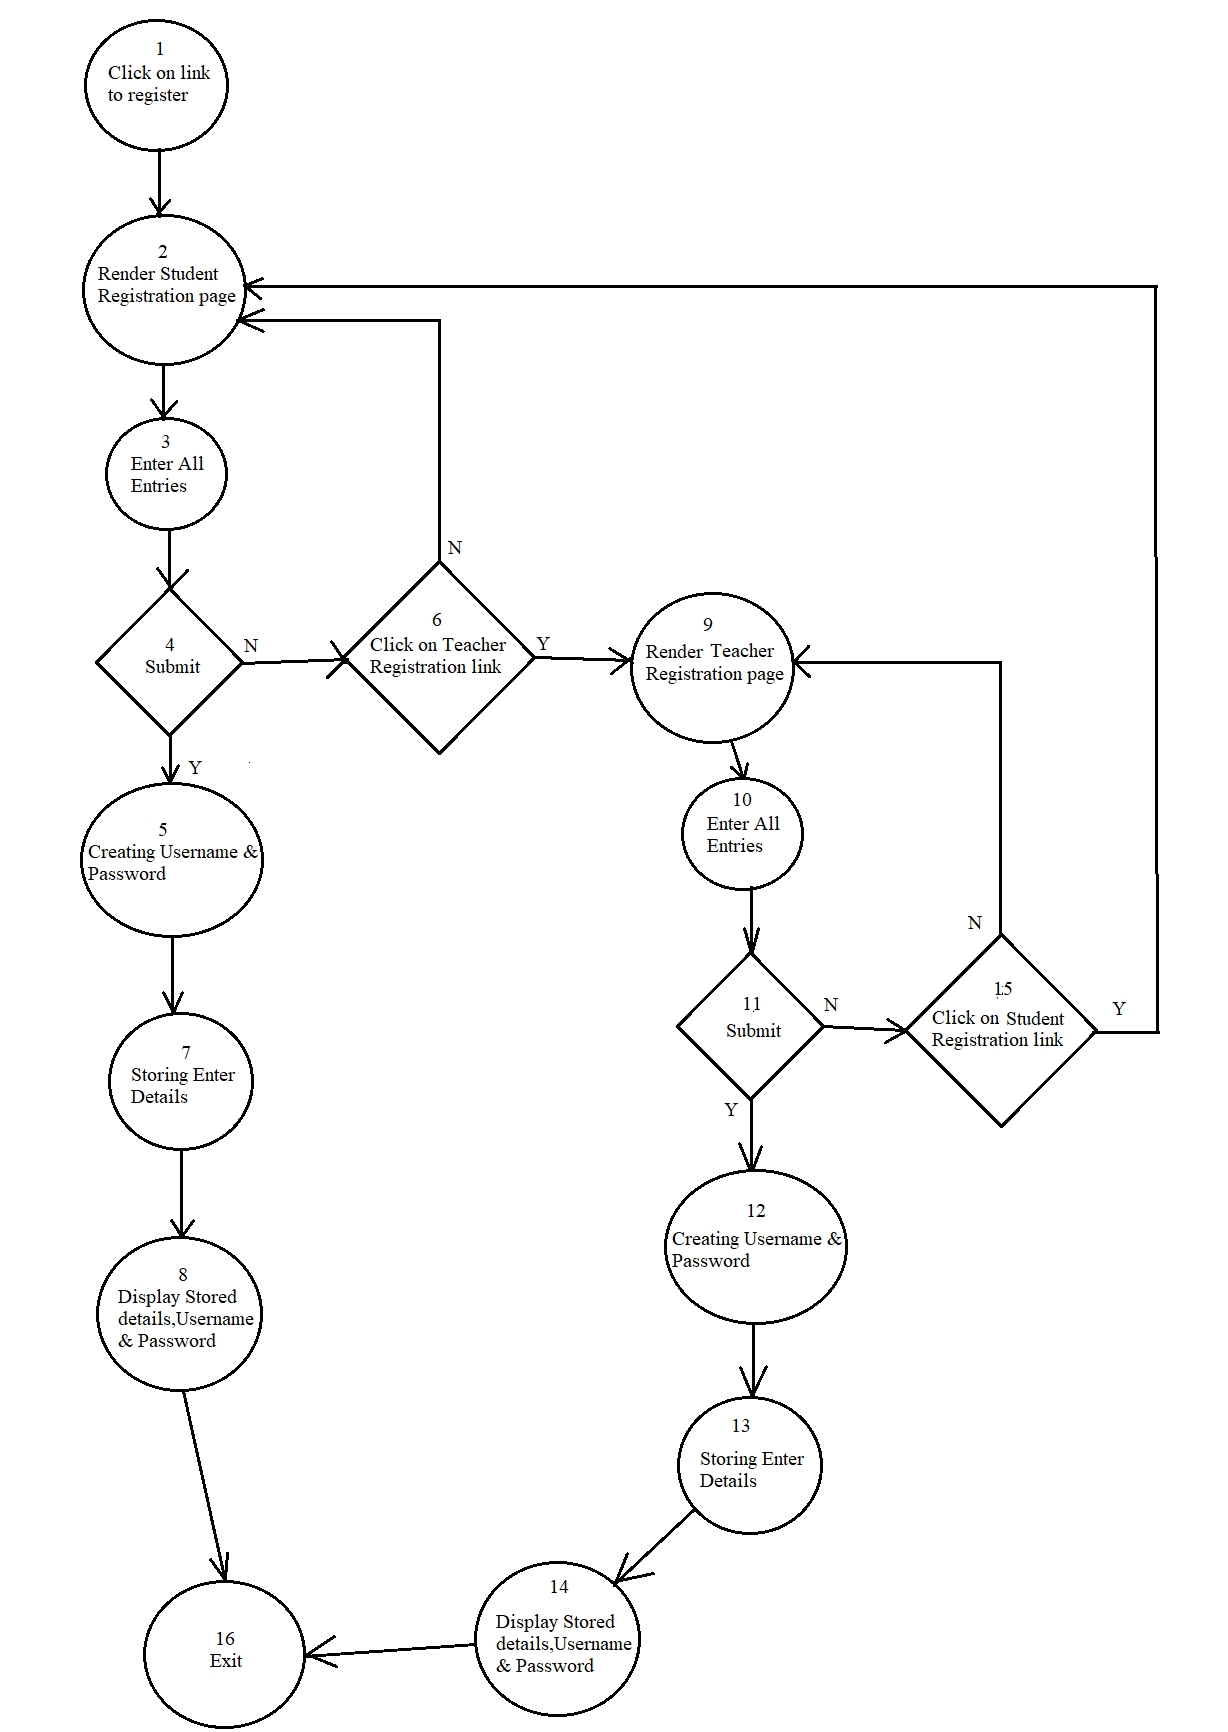 1
Click on link
to register
2
Render Student
Registration page
3
Enter All
Entries
4
Submit
N
Y
5
Creating Username &
Password
6
Click on Teacher
Registration link
N
Y
7
Storing Enter
Details
8
Display Stored
details,Username
& Password
9
Render Teacher
Registration page
10
Enter All
Entries
11
Submit
N
Y
12
Creating Username &
Password
13
Storing Enter
Details
14
Display Stored
details,Username
& Password
15
Click on Student
Registration link
N
Y
16
Exit